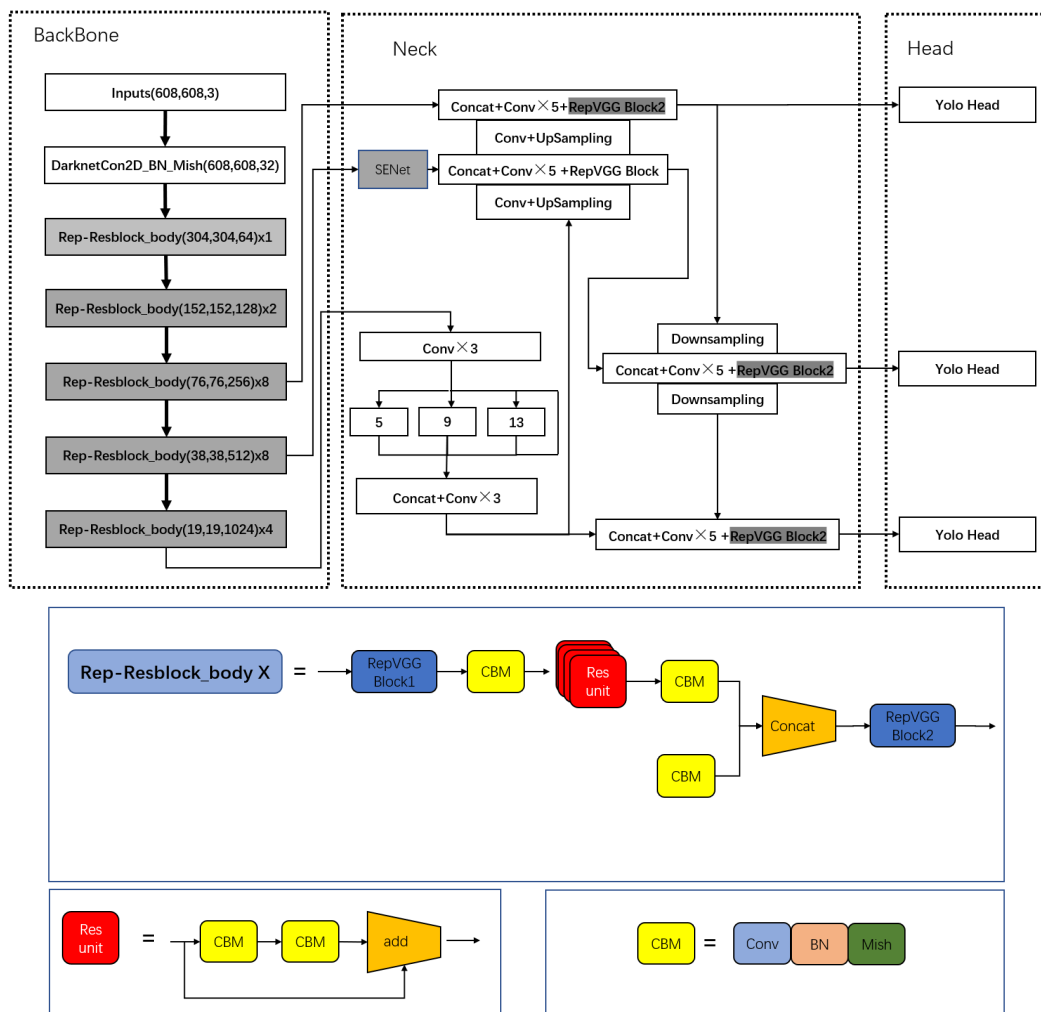 BackBone
Inputs(608,608,3)
DarknetCon2D_BN_Mish(608,608,32)
Rep-Resblock_body(304,304,64)x1
Rep-Resblock_body(152,152,128)x2
Rep-Resblock_body(76,76,256)x8
Rep-Resblock_body(38,38,512)x8
Rep-Resblock_body(19,19,1024)x4
Neck
Concat+Conv×5+RepVGG Block2
Conv+UpSampling
SENet
Concat+Conv×5 +RepVGG Block
Conv+UpSampling
Conv×3
5
9
13
Concat+Conv×3
Downsampling
Concat+Conv×5 +RepVGG Block2
Downsampling
Concat+Conv×5 +RepVGG Block2
Head
Yolo Head
Yolo Head
Yolo Head
Rep-Resblock_body X
=
RepVGG
Block1
CBM
Res
unit
CBM
CBM
Concat
RepVGG
Block2
Res
unit
=
CBM
CBM
add
CBM
=
Conv
BN
Mish